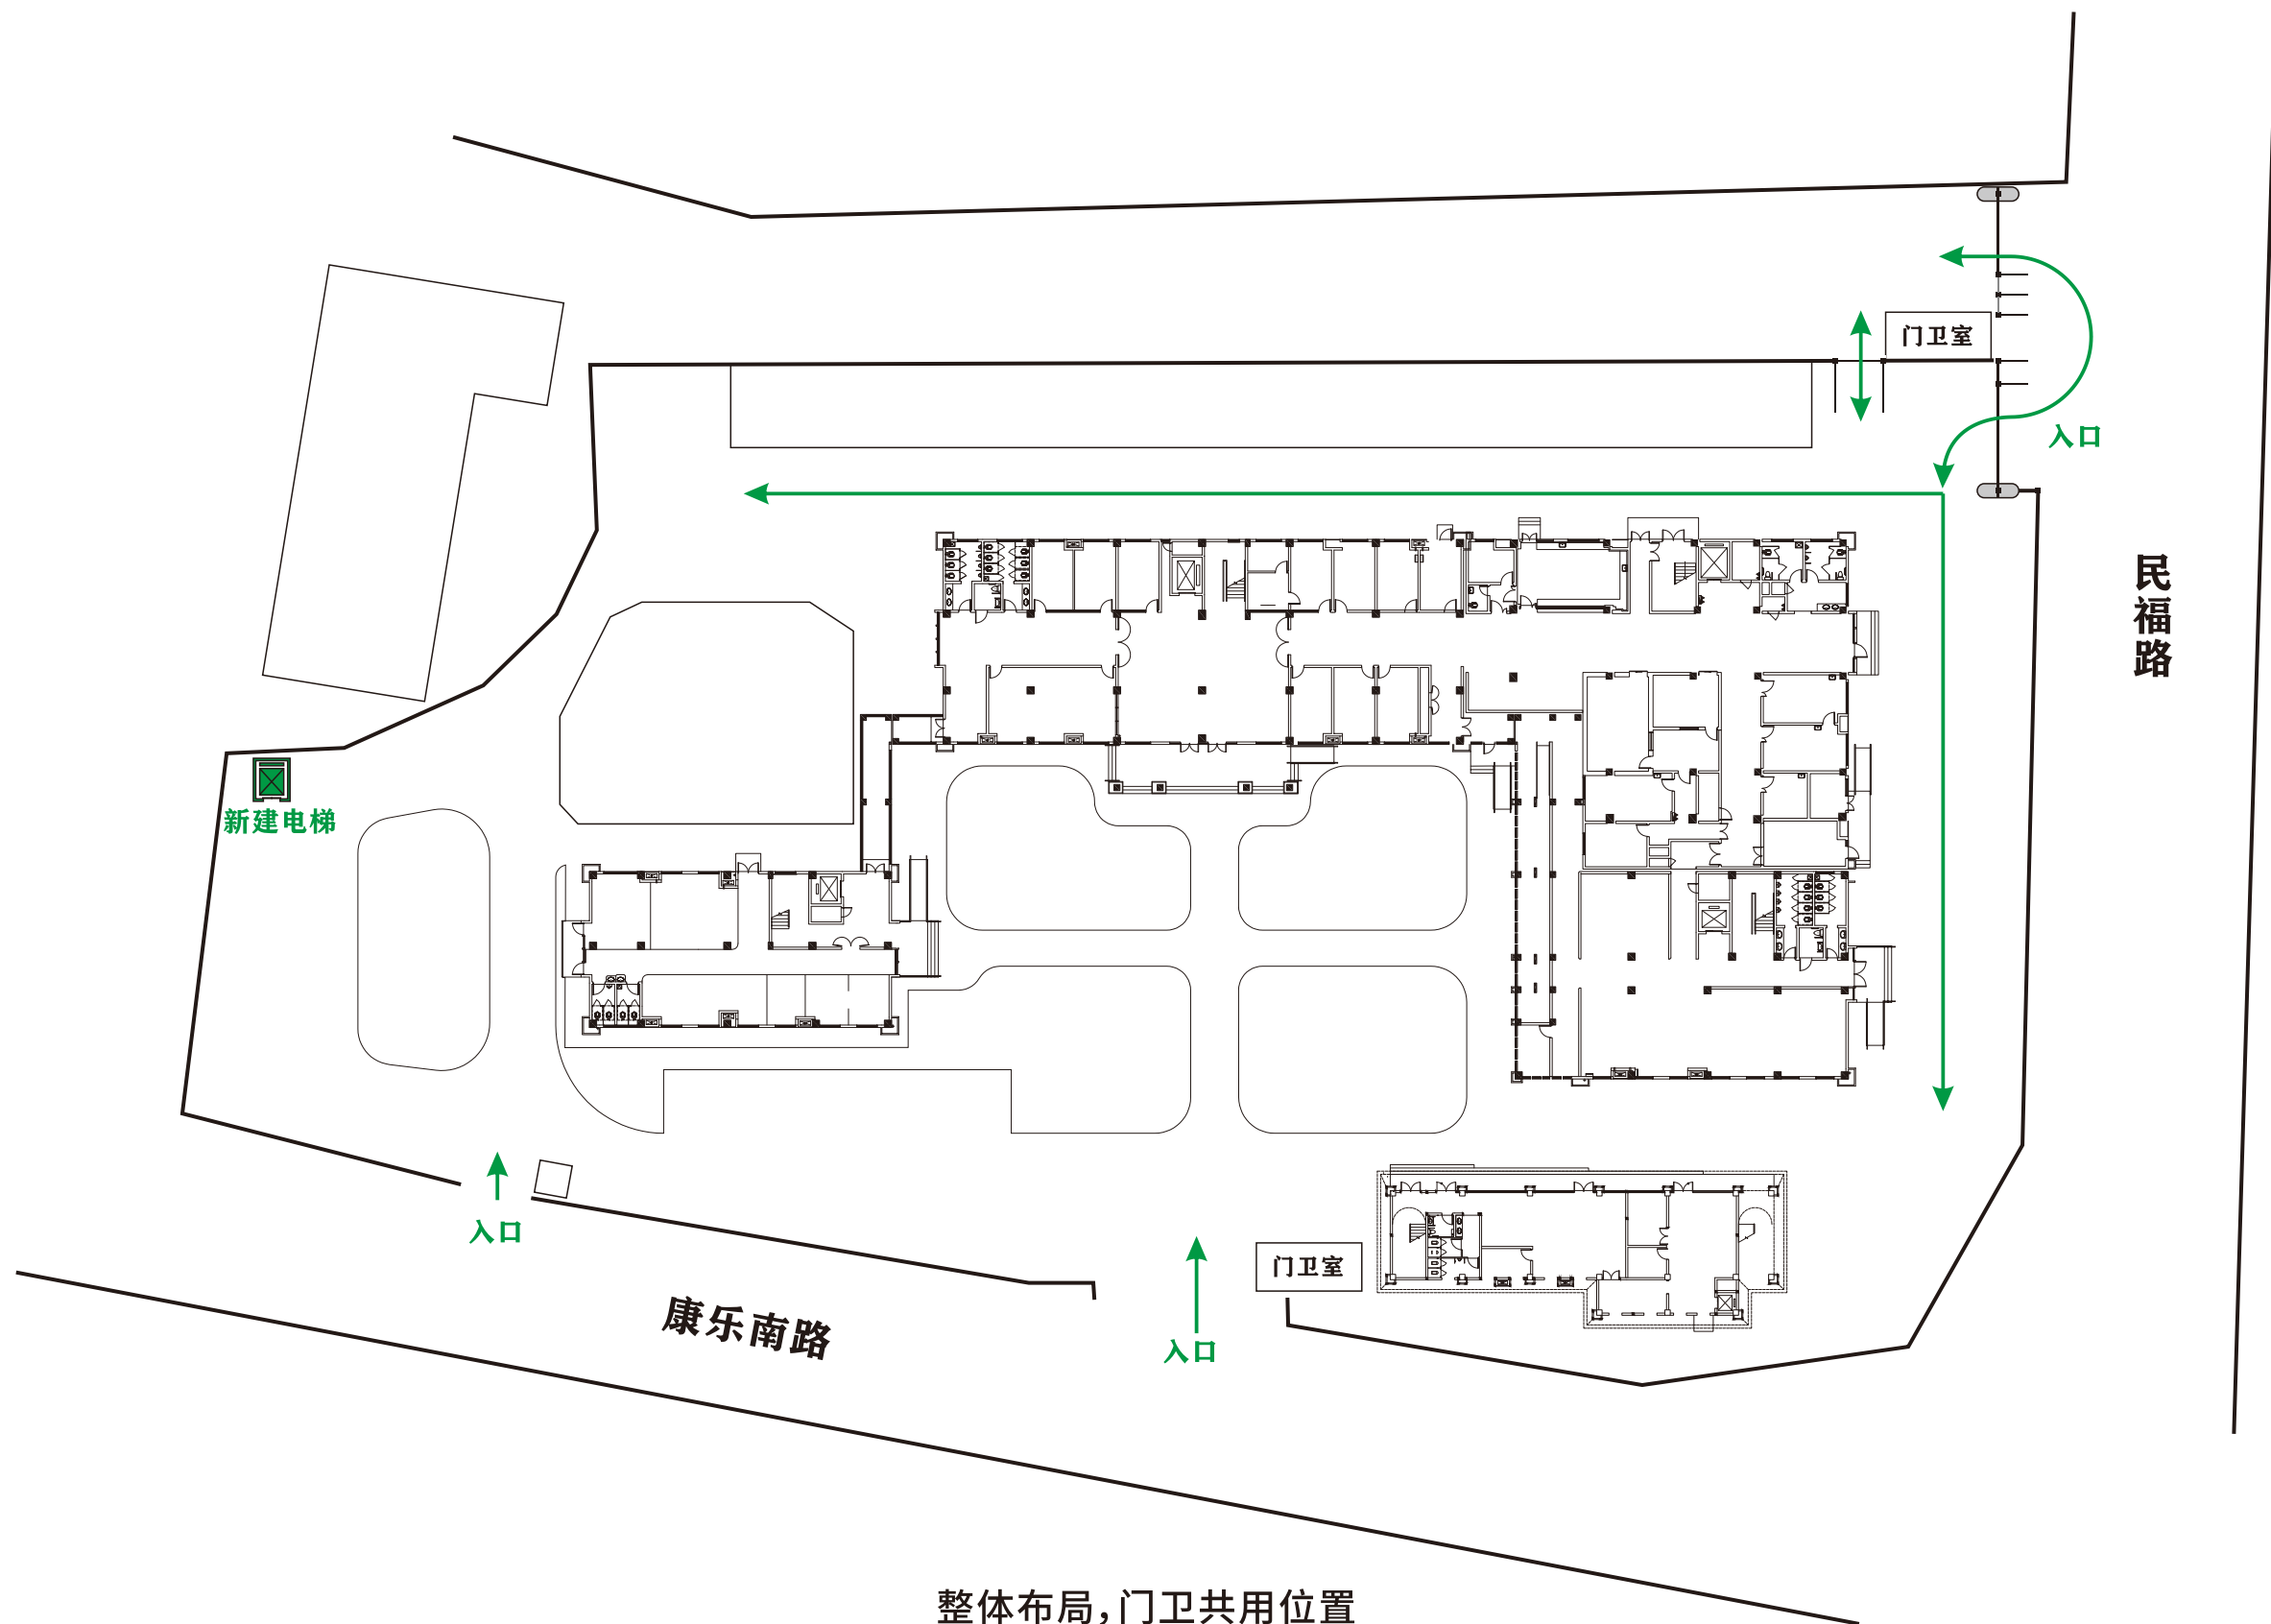 门卫室
入口
民福路
新建电梯
入口
门卫室
康乐南路
入口
整体布局,门卫共用位置